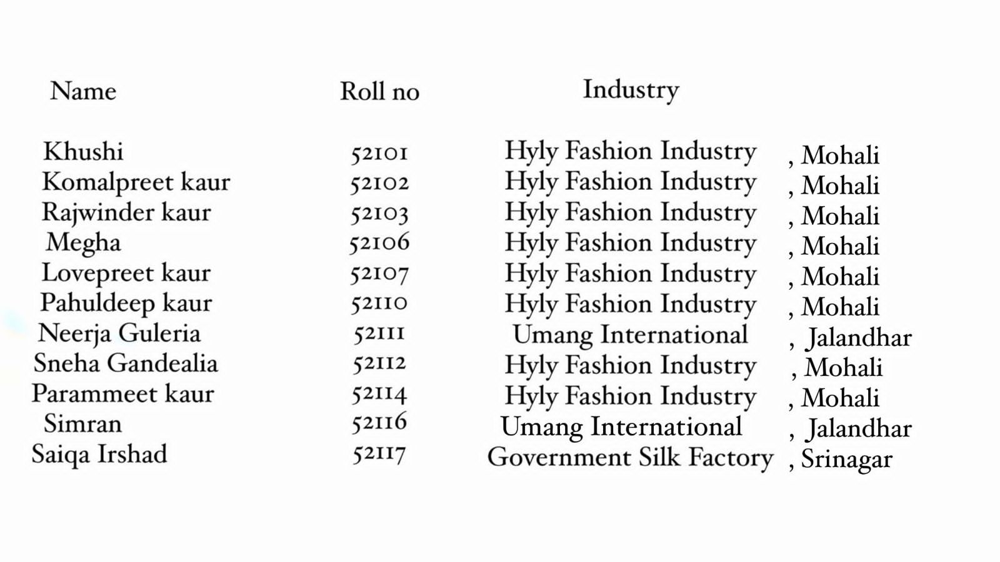 Name Roll no Industry
Khushi 52101 Hyly Fashion Industry , Mohali
Komalpreet kaur 52102 Hyly Fashion Industry , Mohali
Rajwinder kaur 52103 Hyly Fashion Industry , Mohali
Megha 52106 Hyly Fashion Industry , Mohali
Lovepreet kaur 52107 Hyly Fashion Industry , Mohali
Pahuldeep kaur 52110 Hyly Fashion Industry , Mohali
Neerja Guleria 52111 Umang International , Jalandhar
Sneha Gandealia 52112 Hyly Fashion Industry , Mohali
Parammeet kaur 52114 Hyly Fashion Industry , Mohali
Simran 52116 Umang International , Jalandhar
Saiqa Irshad 52117 Government Silk Factory , Srinagar